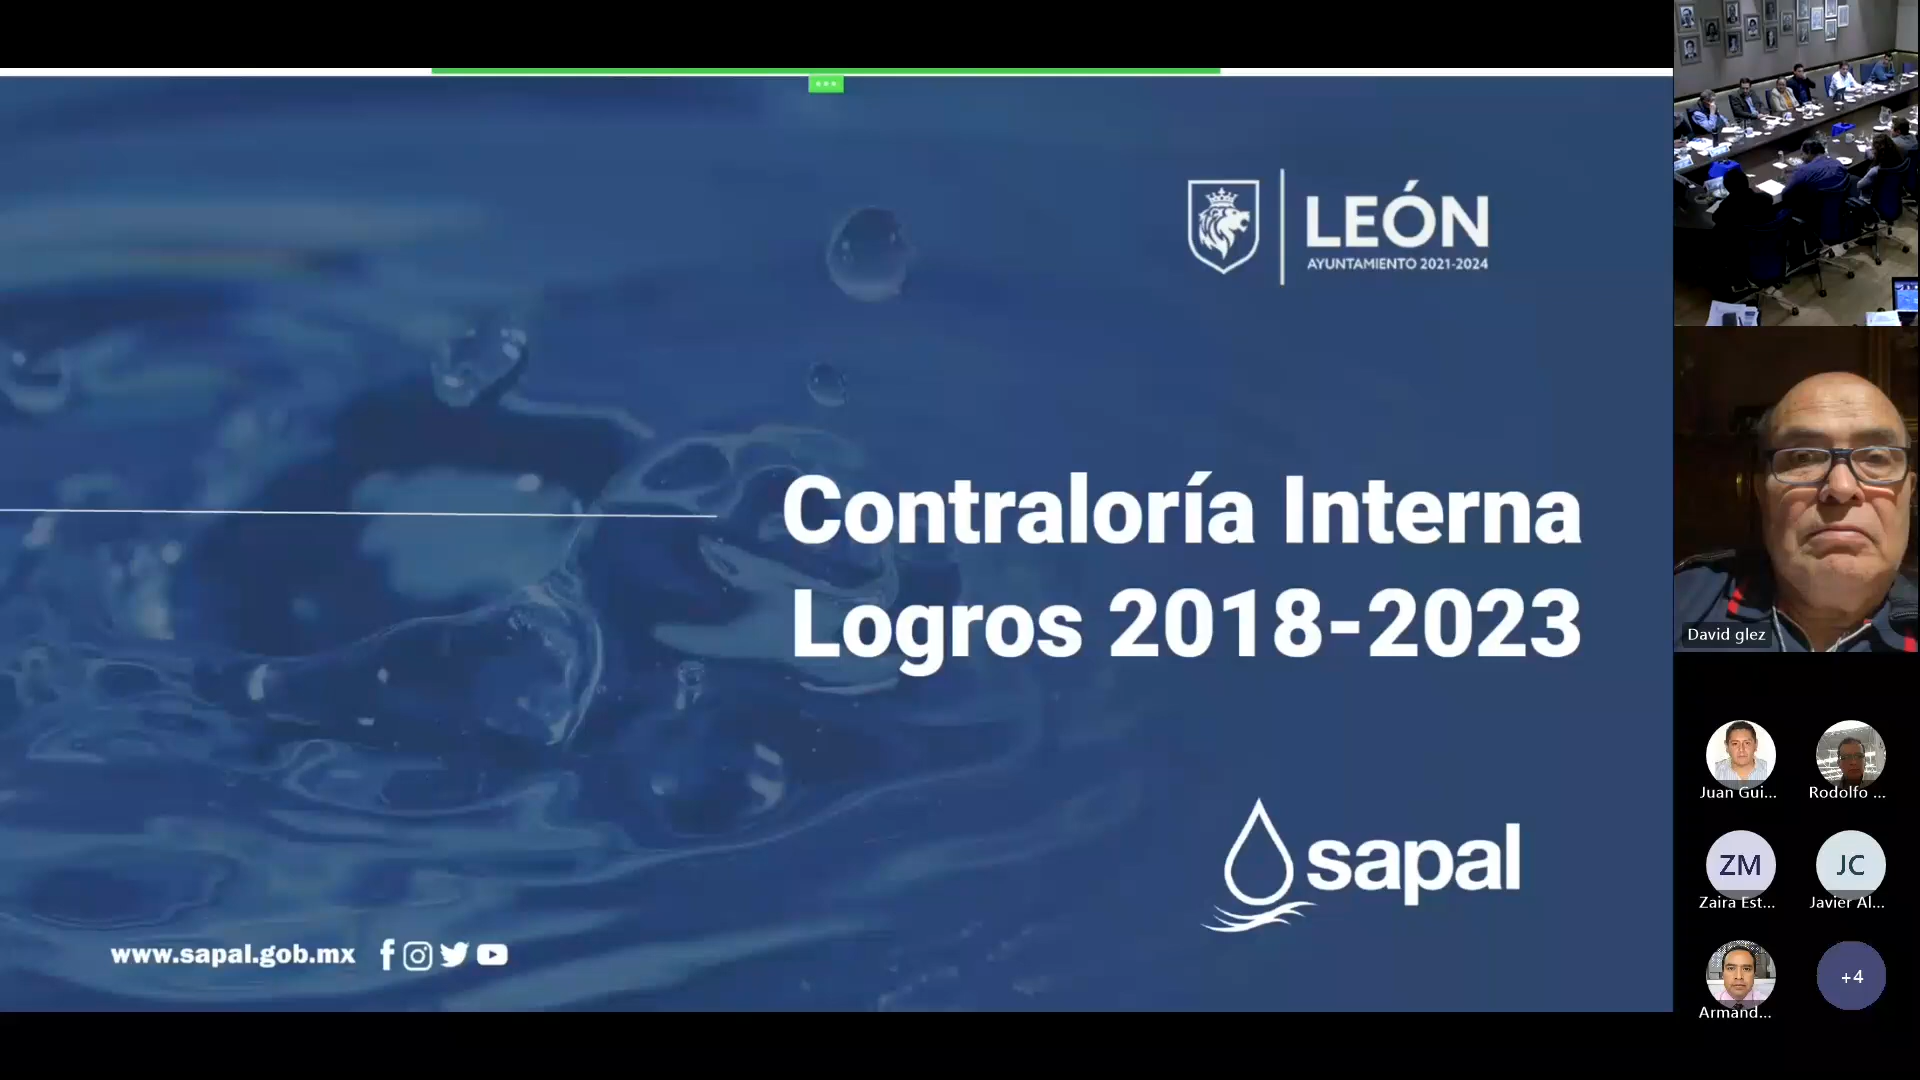 LEÓN
AYUNTAMIENTO 2021-2024
Contraloría Interna
Logros 2018-2023
sapal
www.sapal.gob.mx
David glez
Juan Gui...
Rodolfo ...
ZM
JC
Zaira Est...
Javier Al...
+4
Armand...